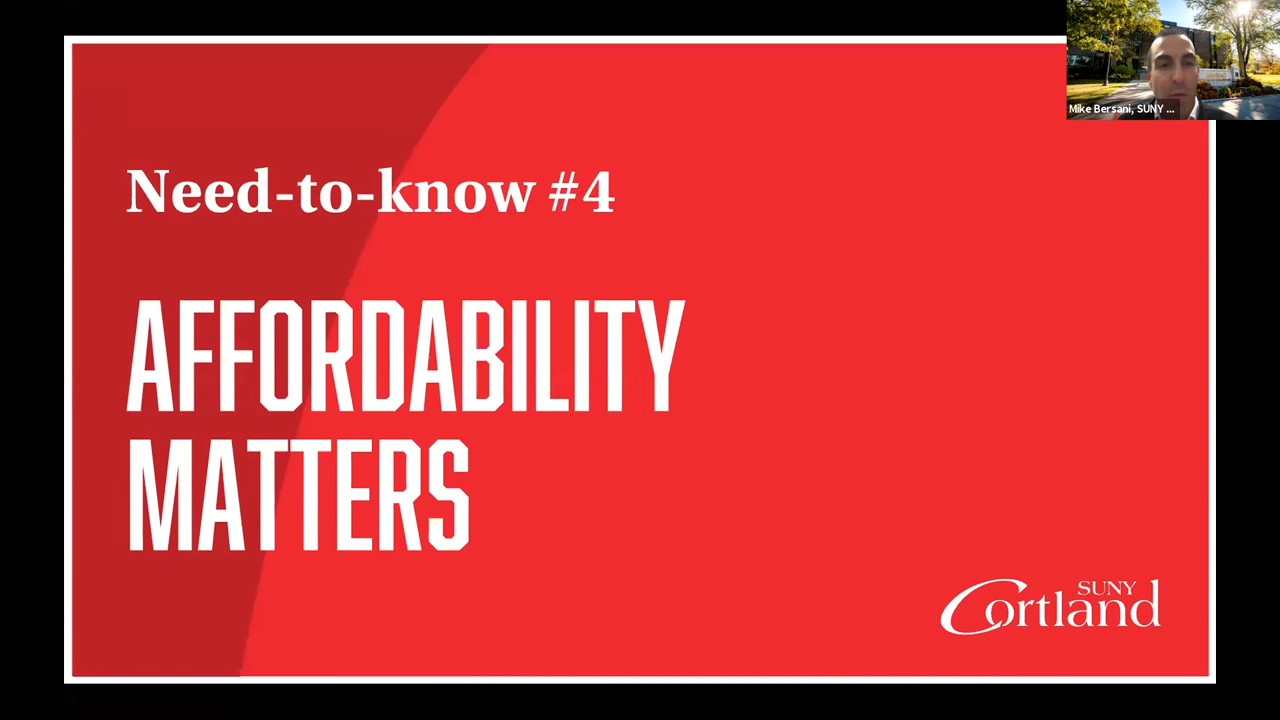 Need-to-know #4
AFFORDABILITY
MATTERS
SUNY
Cortland
Mike Bersani, SUNY ...